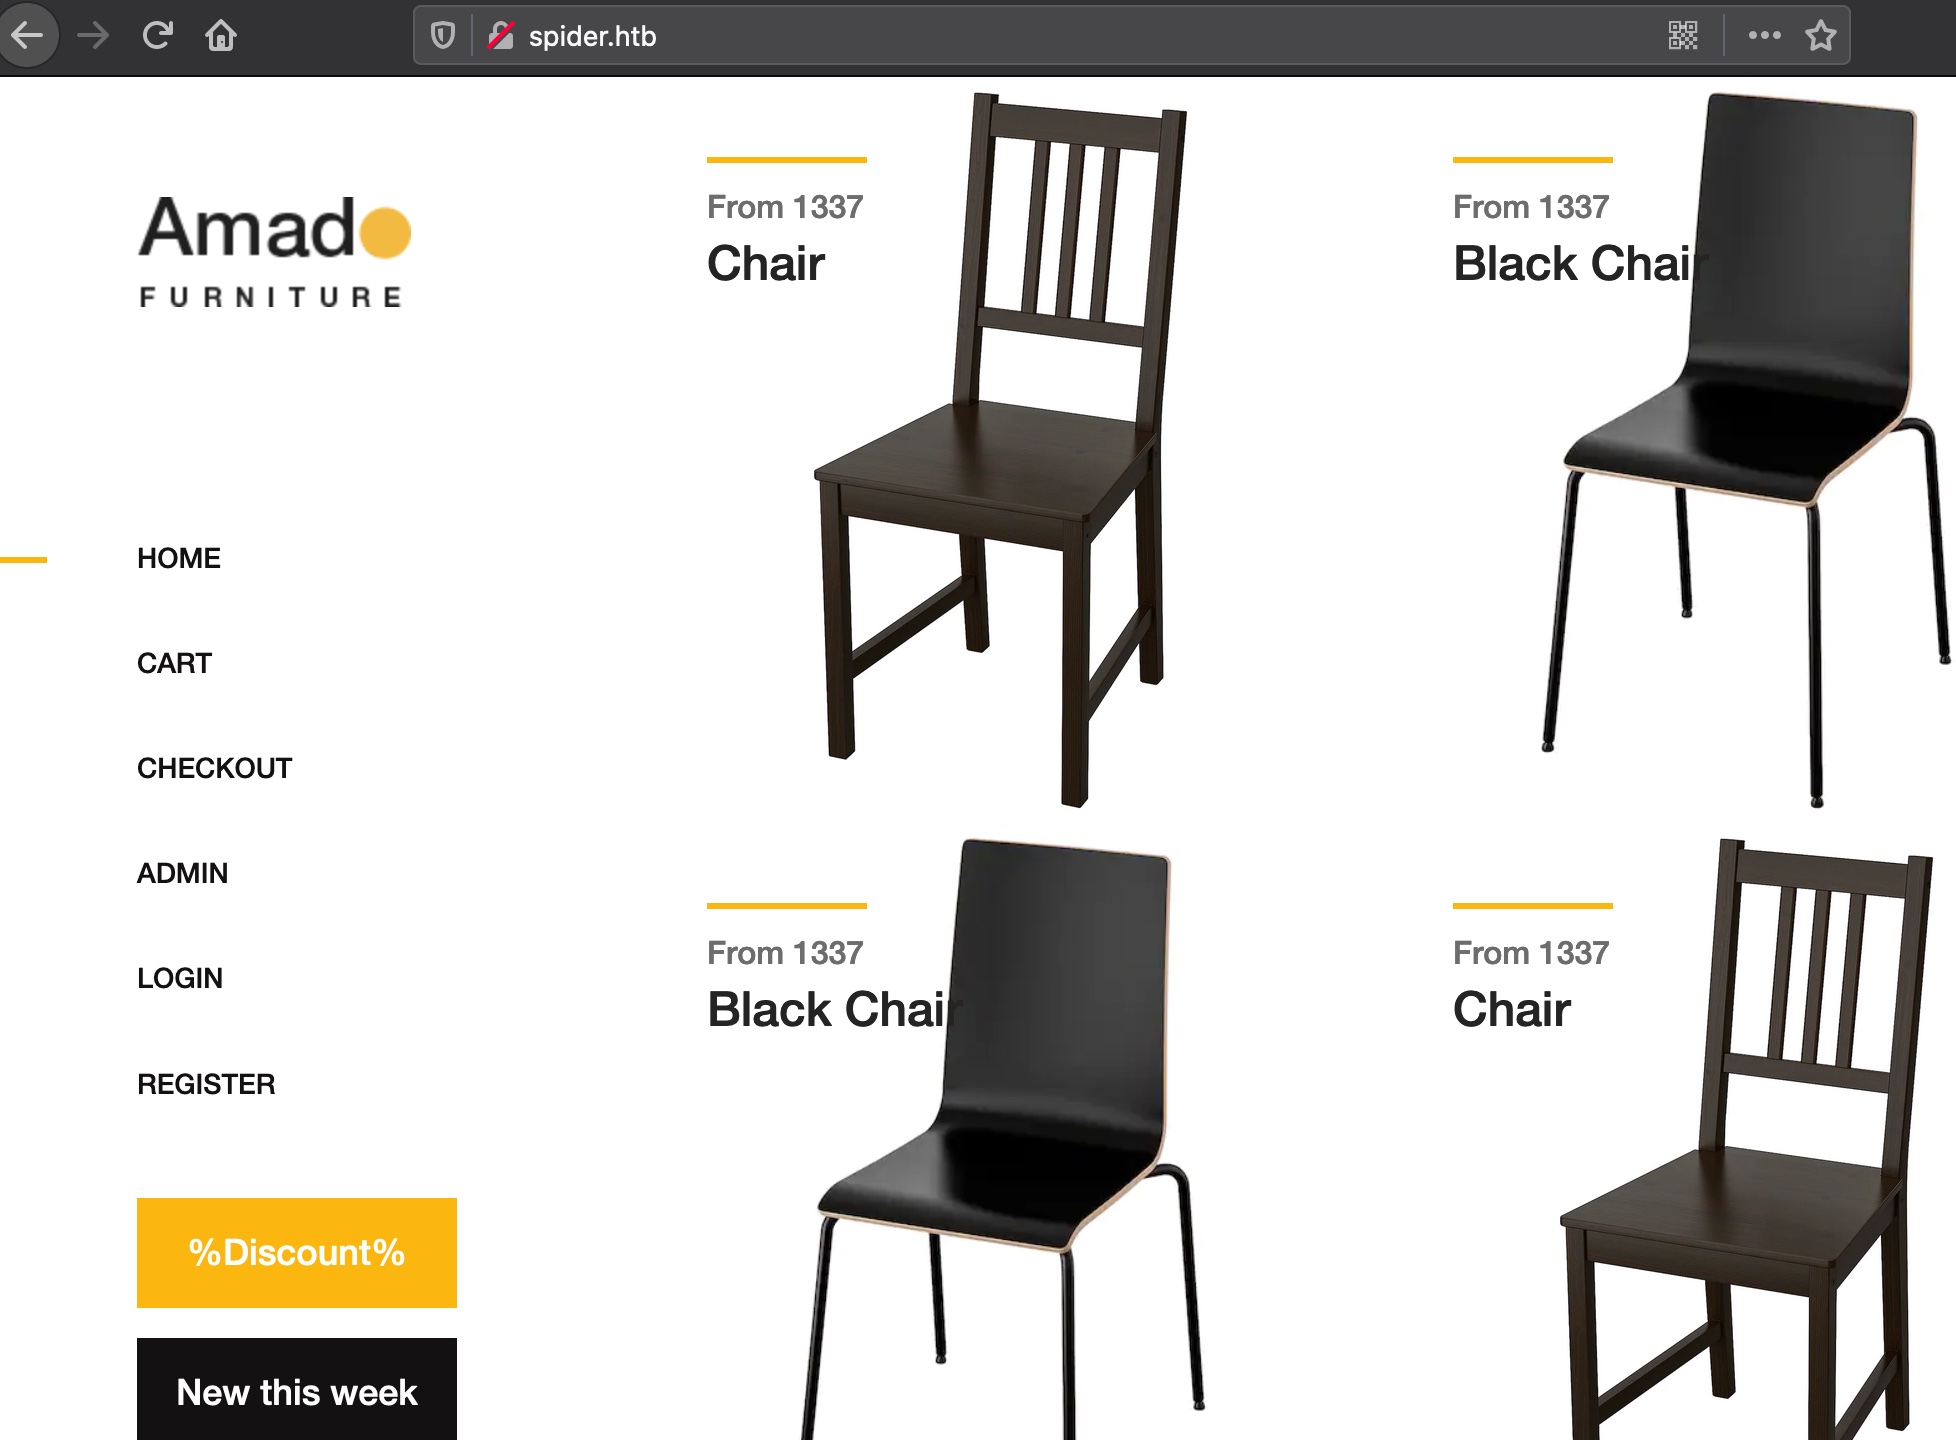 spider.htb
Amado
FURNITURE
HOME
CART
CHECKOUT
ADMIN
LOGIN
REGISTER
%Discount%
New this week
From 1337
Chair
From 1337
Black Chair
From 1337
Black Chair
From 1337
Chair